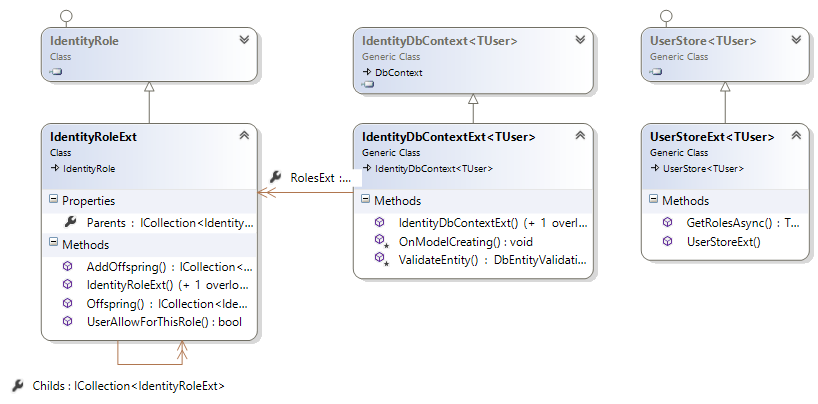 IdentityRole
Class
IdentityDbContext<TUser>
Generic Class
DbContext
UserStore<TUser>
Generic Class
IdentityRoleExt
Class
IdentityRole
Properties
Parents : ICollection<Identity...
Methods
AddOffspring() : ICollection<...
IdentityRoleExt() (+ 1 overlo...
Offspring() : ICollection<Ide...
UserAllowForThisRole() : bool
RolesExt :...
IdentityDbContextExt<TUser>
Generic Class
IdentityDbContext<TUser>
Methods
IdentityDbContextExt() (+ 1 overl...
OnModelCreating() : void
ValidateEntity() : DbEntityValidati...
UserStoreExt<TUser>
Generic Class
UserStore<TUser>
Methods
GetRolesAsync() : T...
UserStoreExt()
Childs : ICollection<IdentityRoleExt>